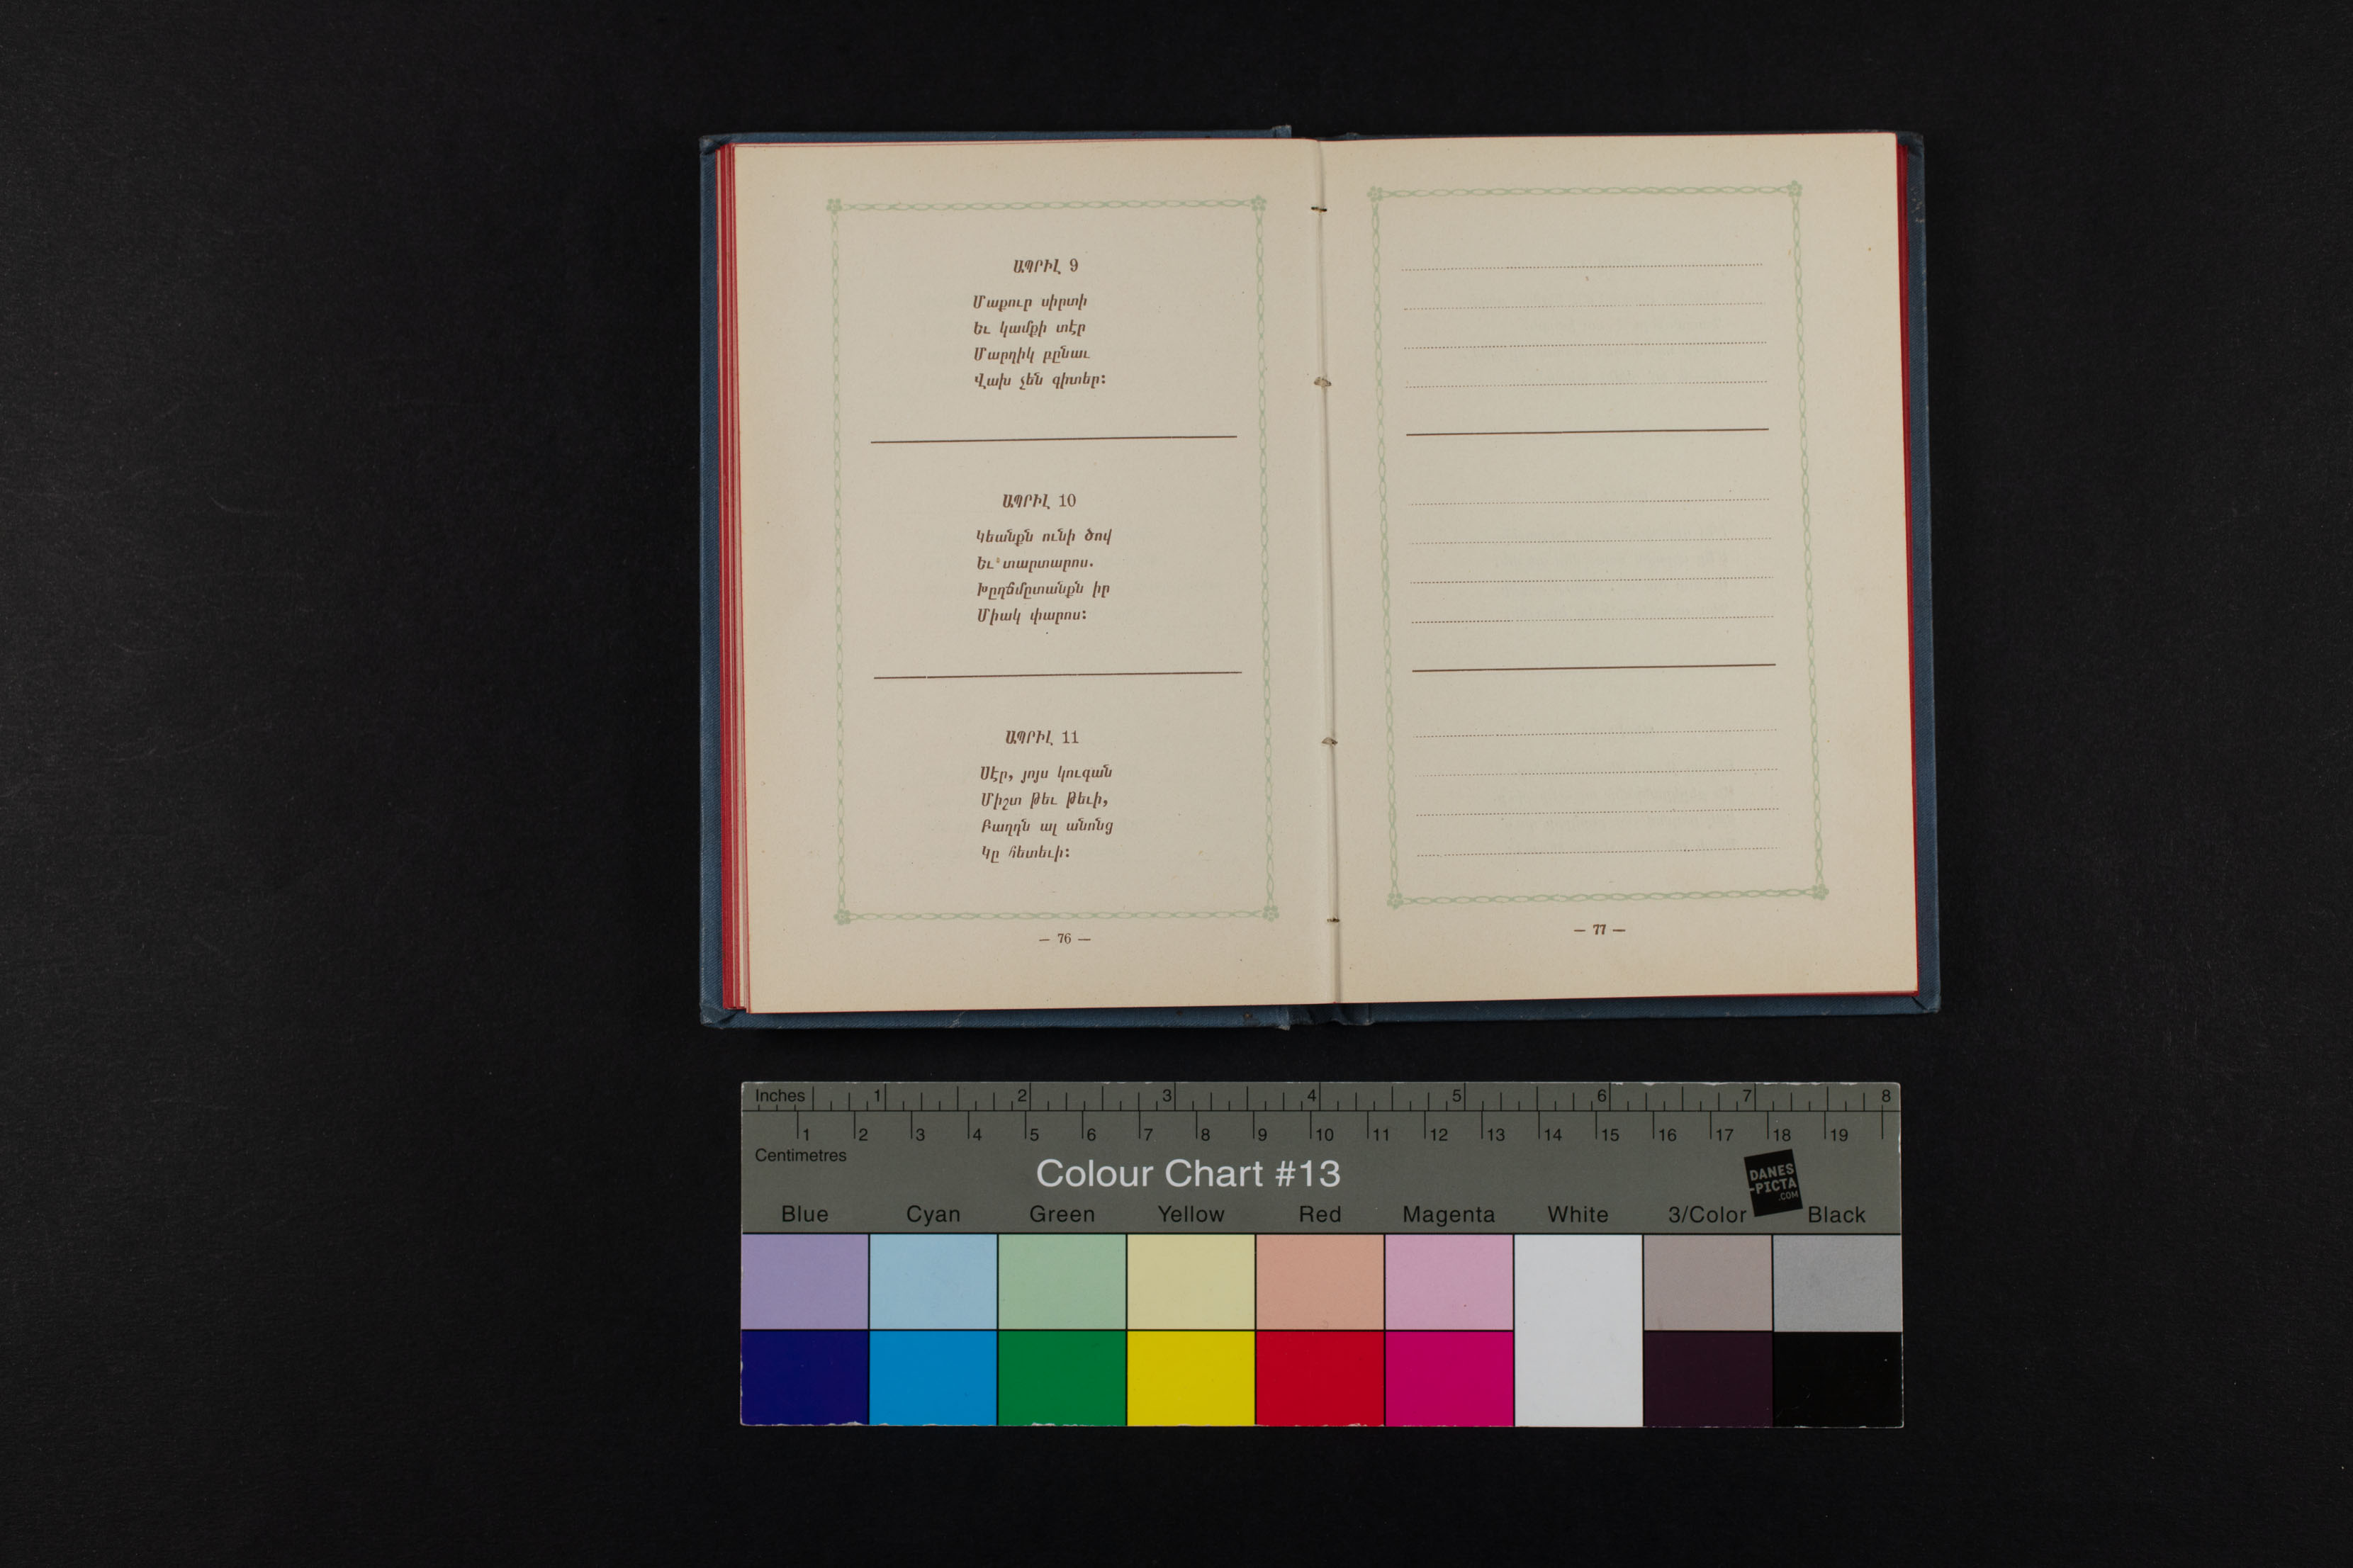 ԱՊՐԻԼ 9
Մաքուր սիրտի
Եւ կամքի տէր
Մարդիկ բընաւ
Վախ չեն գիտեր:
ԱՊՐԻԼ 10
Կեանքն ունի ծով
Եւ տարտարոս.
Խըղճմըտանքն իր
Միակ փարոս:
ԱՊՐԻԼ 11
Սէր, յոյս կուգան
Միշտ թեւ թեւի,
Բաղդն ալ անոնց
Կը հետեւի:
— 76 —
— 77 —
Inches 1 2 3 4 5 6 7 8
1 2 3 4 5 6 7 8 9 10 11 12 13 14 15 16 17 18 19
Centimetres
Colour Chart #13
DANES
-PICTA
.COM
Blue Cyan Green Yellow Red Magenta White 3/Color Black